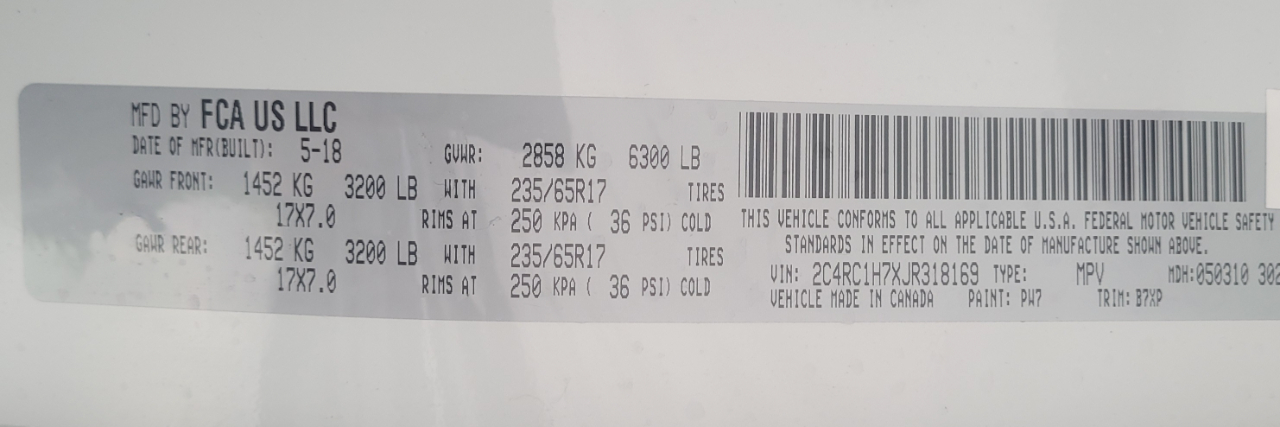 MFD BY FCA US LLC
DATE OF MFR(BUILT): 5-18 GVWR: 2858 KG 6300 LB
GAWR FRONT: 1452 KG 3200 LB WITH 235/65R17 TIRES
17X7.0 RIMS AT 250 KPA ( 36 PSI) COLD
GAWR REAR: 1452 KG 3200 LB WITH 235/65R17 TIRES
17X7.0 RIMS AT 250 KPA ( 36 PSI) COLD
THIS VEHICLE CONFORMS TO ALL APPLICABLE U.S.A. FEDERAL MOTOR VEHICLE SAFETY
STANDARDS IN EFFECT ON THE DATE OF MANUFACTURE SHOWN ABOVE.
VIN: 2C4RC1H7XJR318169 TYPE: MPV MDH:050310 302
VEHICLE MADE IN CANADA PAINT: PW7 TRIM: B7XP